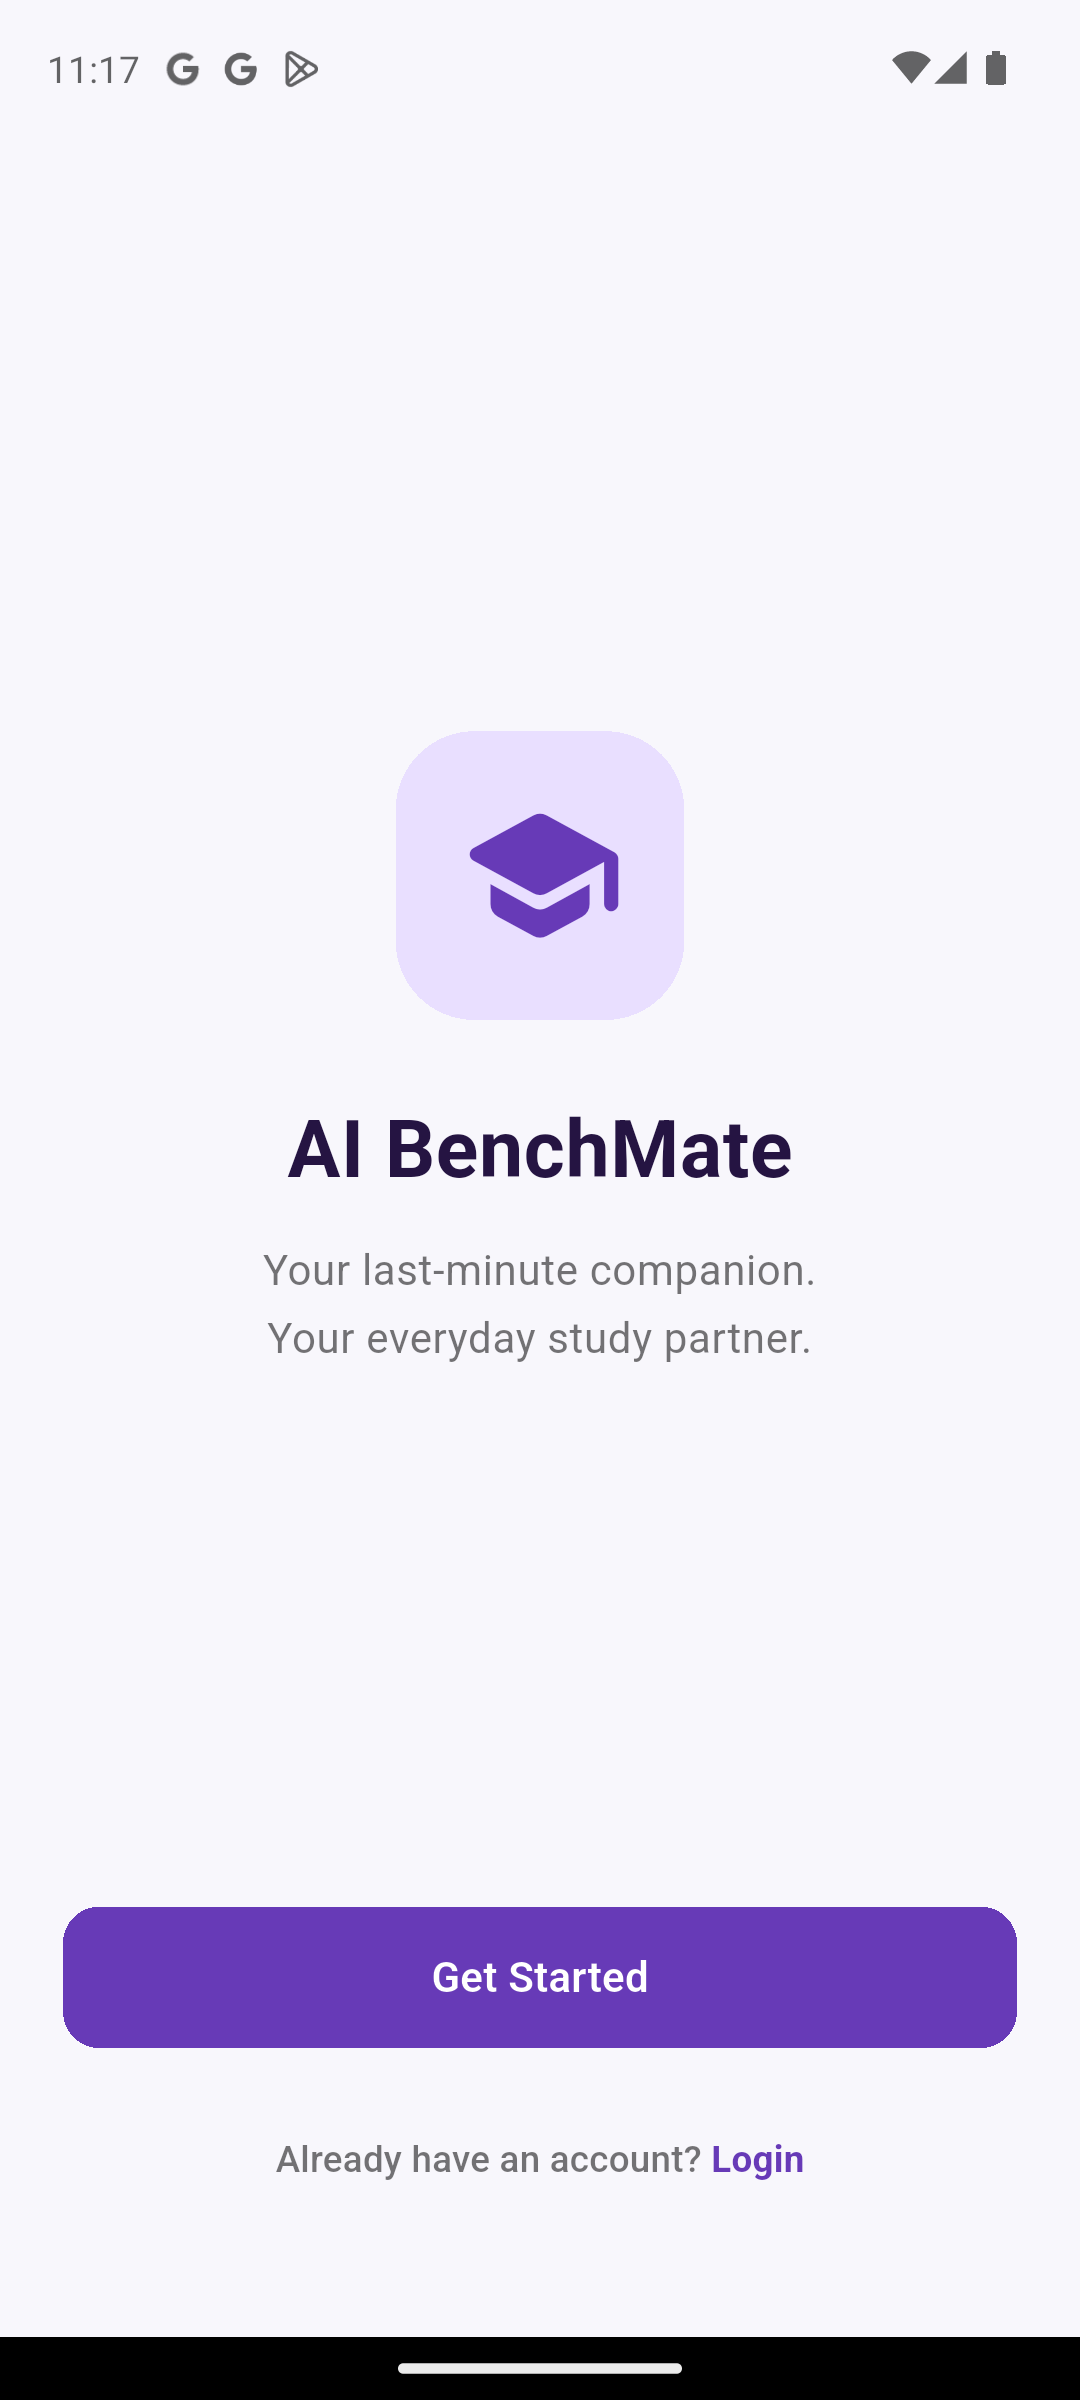 11:17
AI BenchMate
Your last-minute companion.
Your everyday study partner.
Get Started
Already have an account? Login